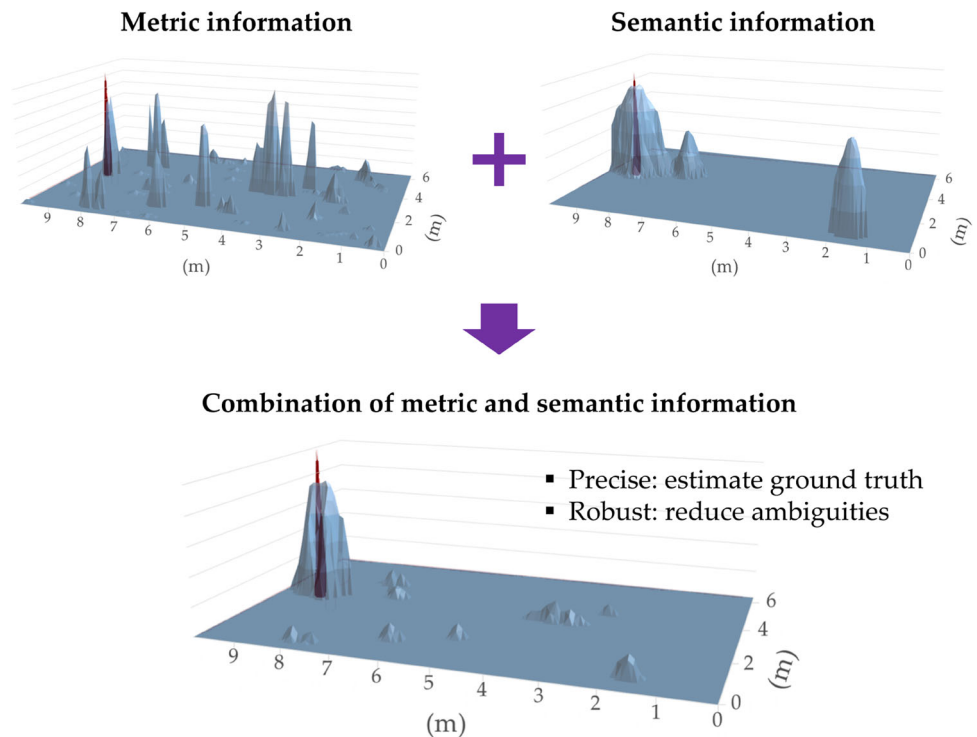 Metric information
Semantic information
9 8 7 6 5 4 3 2 1 0
0 2 4 6
(m)
(m)
9 8 7 6 5 4 3 2 1 0
0 2 4 6
(m)
(m)
Combination of metric and semantic information
▪ Precise: estimate ground truth
▪ Robust: reduce ambiguities
9 8 7 6 5 4 3 2 1 0
0 2 4 6
(m)
(m)